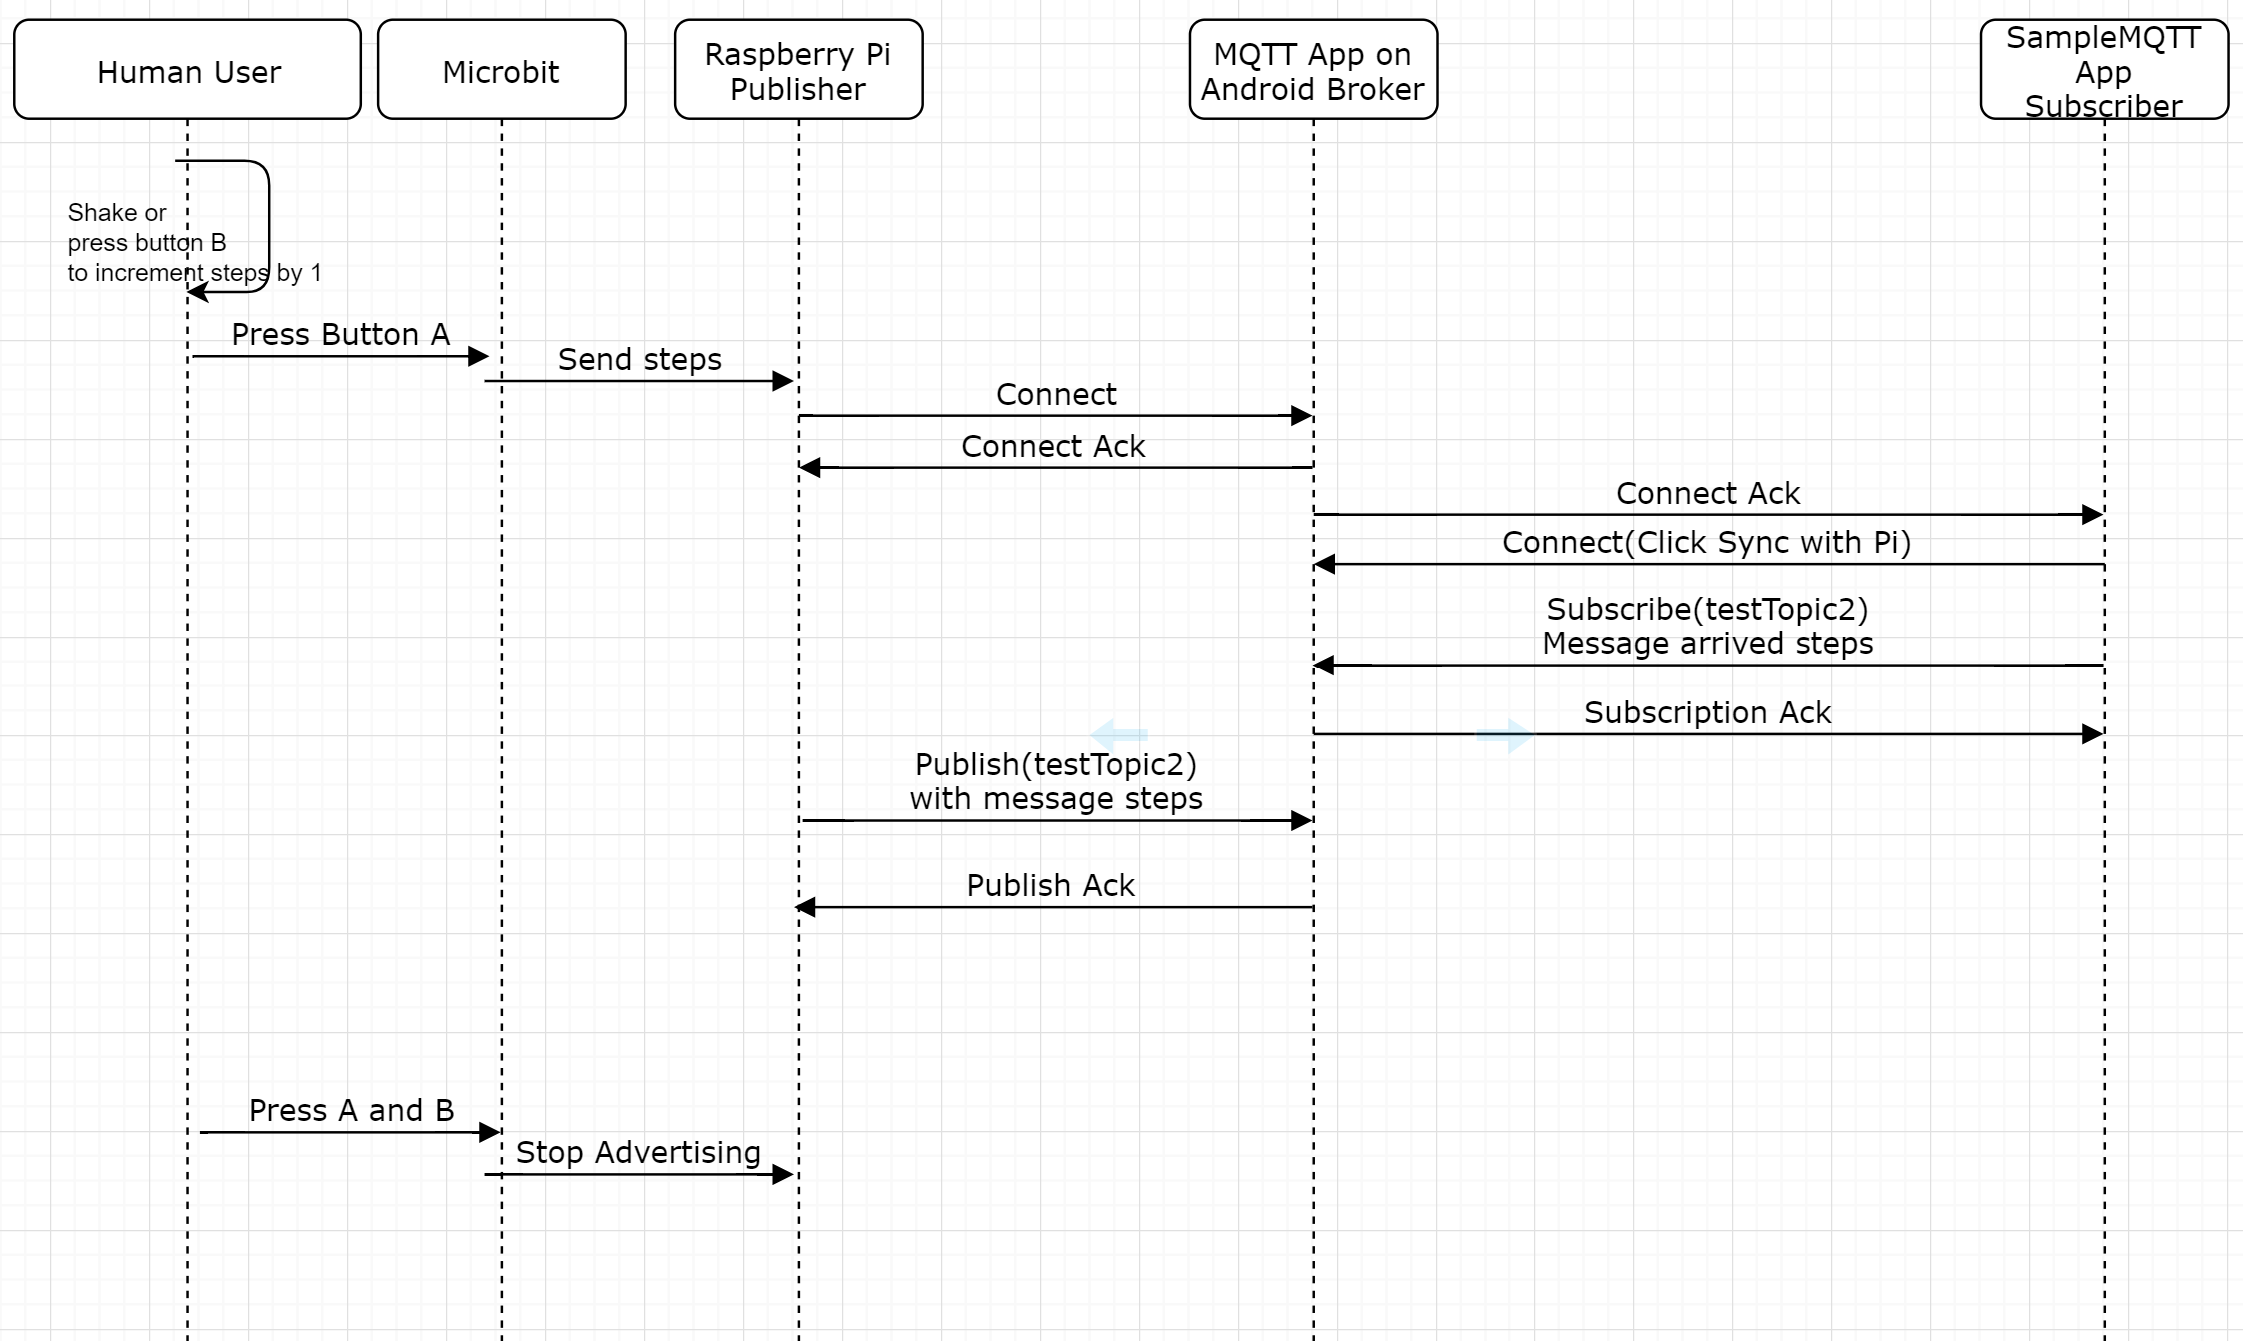 Human User
Microbit
Raspberry Pi
Publisher
MQTT App on
Android Broker
SampleMQTT
App
Subscriber
Shake or
press button B
to increment steps by 1
Press Button A
Send steps
Connect
Connect Ack
Connect Ack
Connect(Click Sync with Pi)
Subscribe(testTopic2)
Message arrived steps
Subscription Ack
Publish(testTopic2)
with message steps
Publish Ack
Press A and B
Stop Advertising